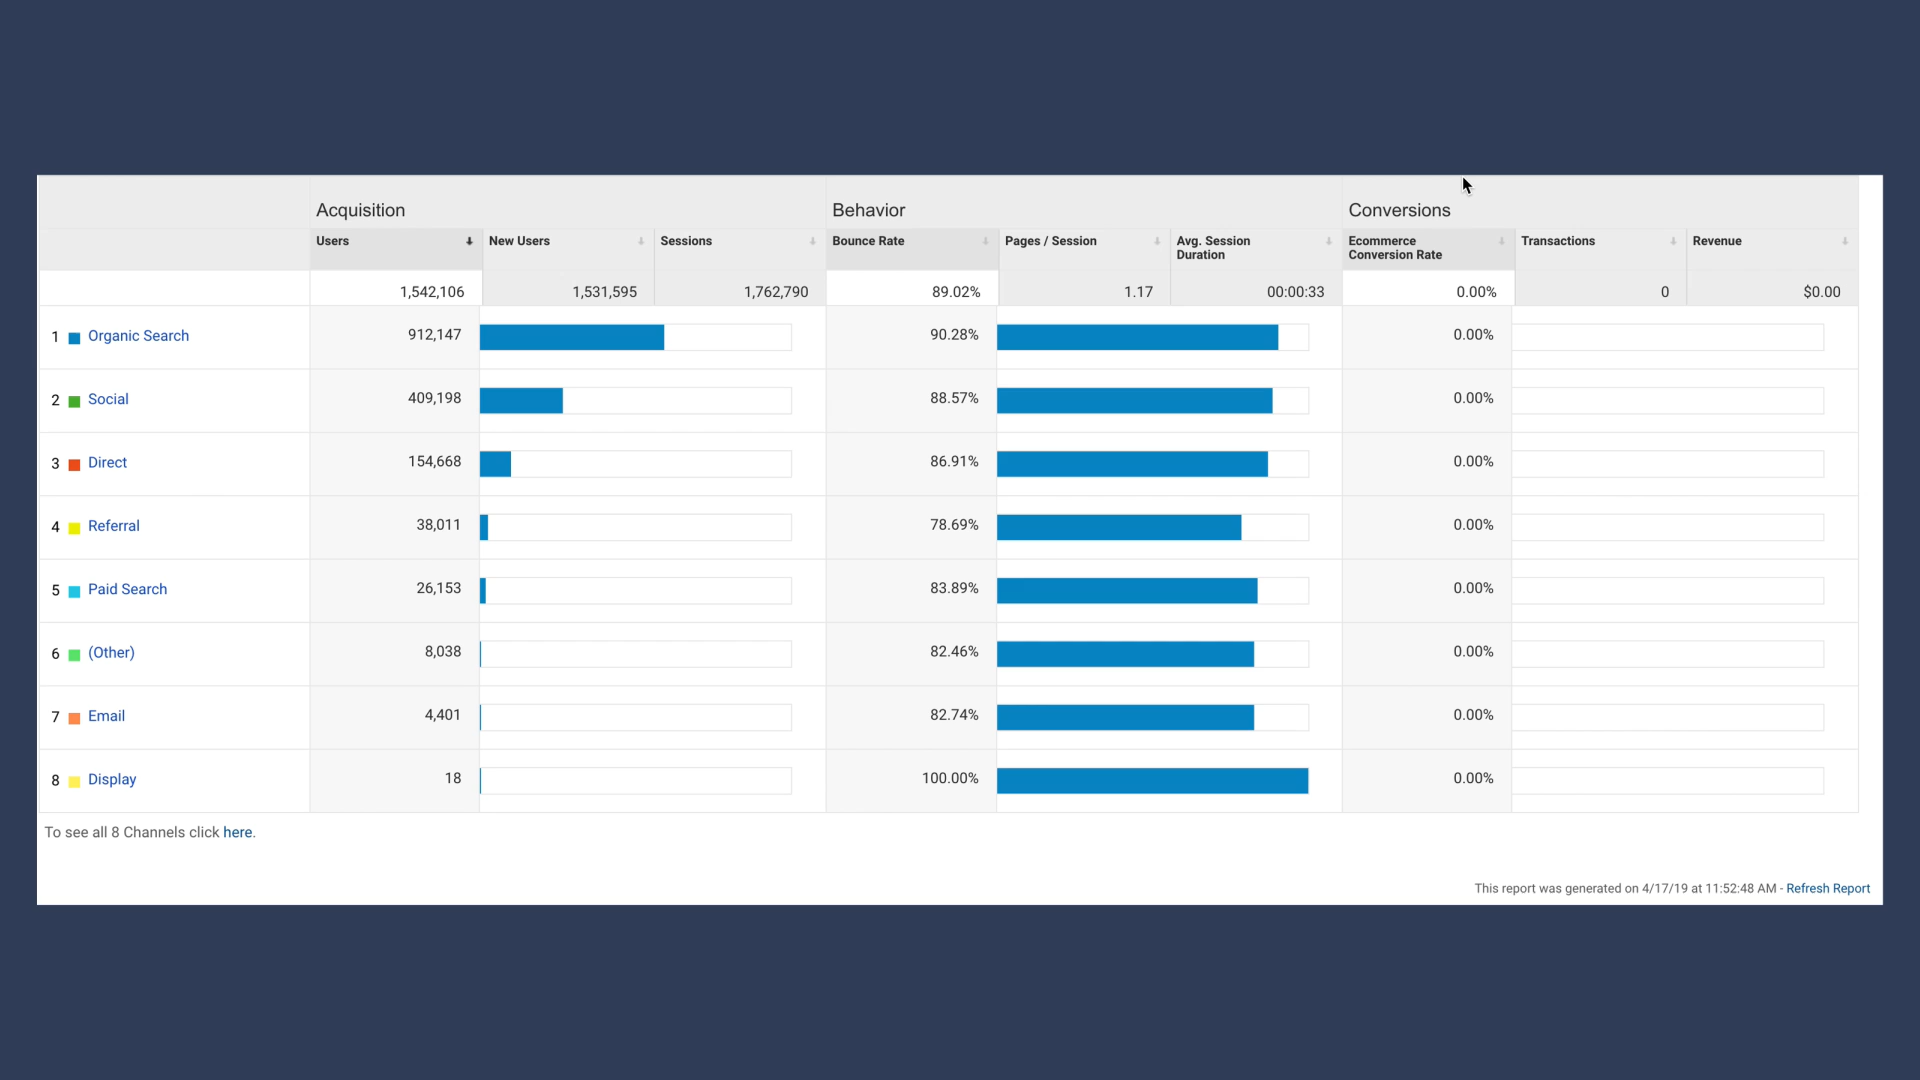 Acquisition Behavior Conversions
Users New Users Sessions Bounce Rate Pages / Session Avg. Session Duration Ecommerce Conversion Rate Transactions Revenue
1,542,106 1,531,595 1,762,790 89.02% 1.17 00:00:33 0.00% 0 $0.00
1 Organic Search 912,147 90.28% 0.00%
2 Social 409,198 88.57% 0.00%
3 Direct 154,668 86.91% 0.00%
4 Referral 38,011 78.69% 0.00%
5 Paid Search 26,153 83.89% 0.00%
6 (Other) 8,038 82.46% 0.00%
7 Email 4,401 82.74% 0.00%
8 Display 18 100.00% 0.00%
To see all 8 Channels click here.
This report was generated on 4/17/19 at 11:52:48 AM - Refresh Report